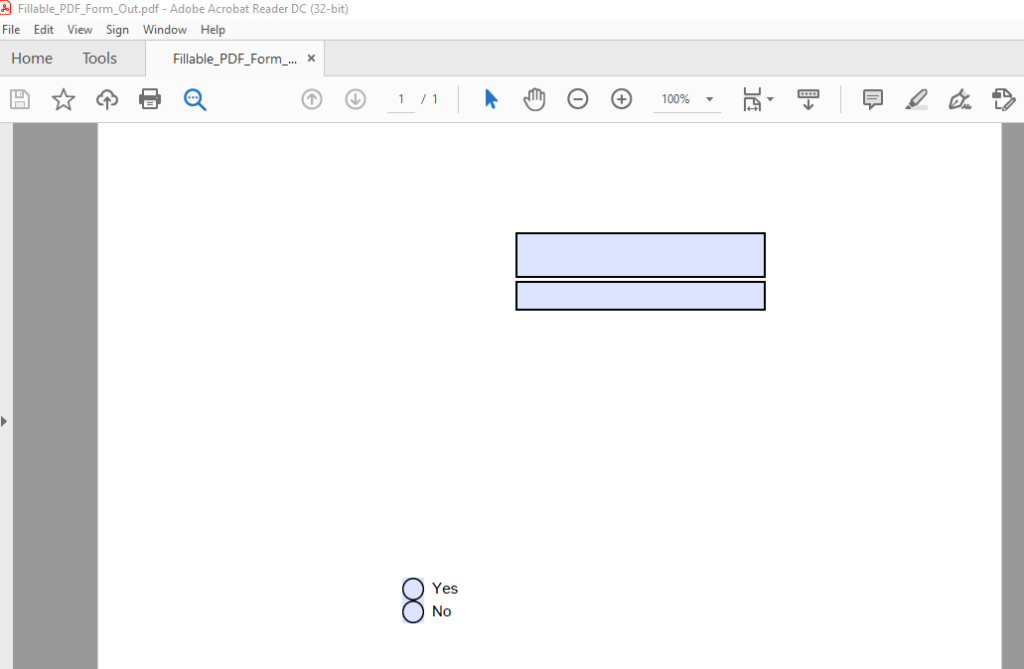 Fillable_PDF_Form_Out.pdf - Adobe Acrobat Reader DC (32-bit)
File Edit View Sign Window Help
Home Tools Fillable_PDF_Form_... ×
1 / 1 100%
Yes
No